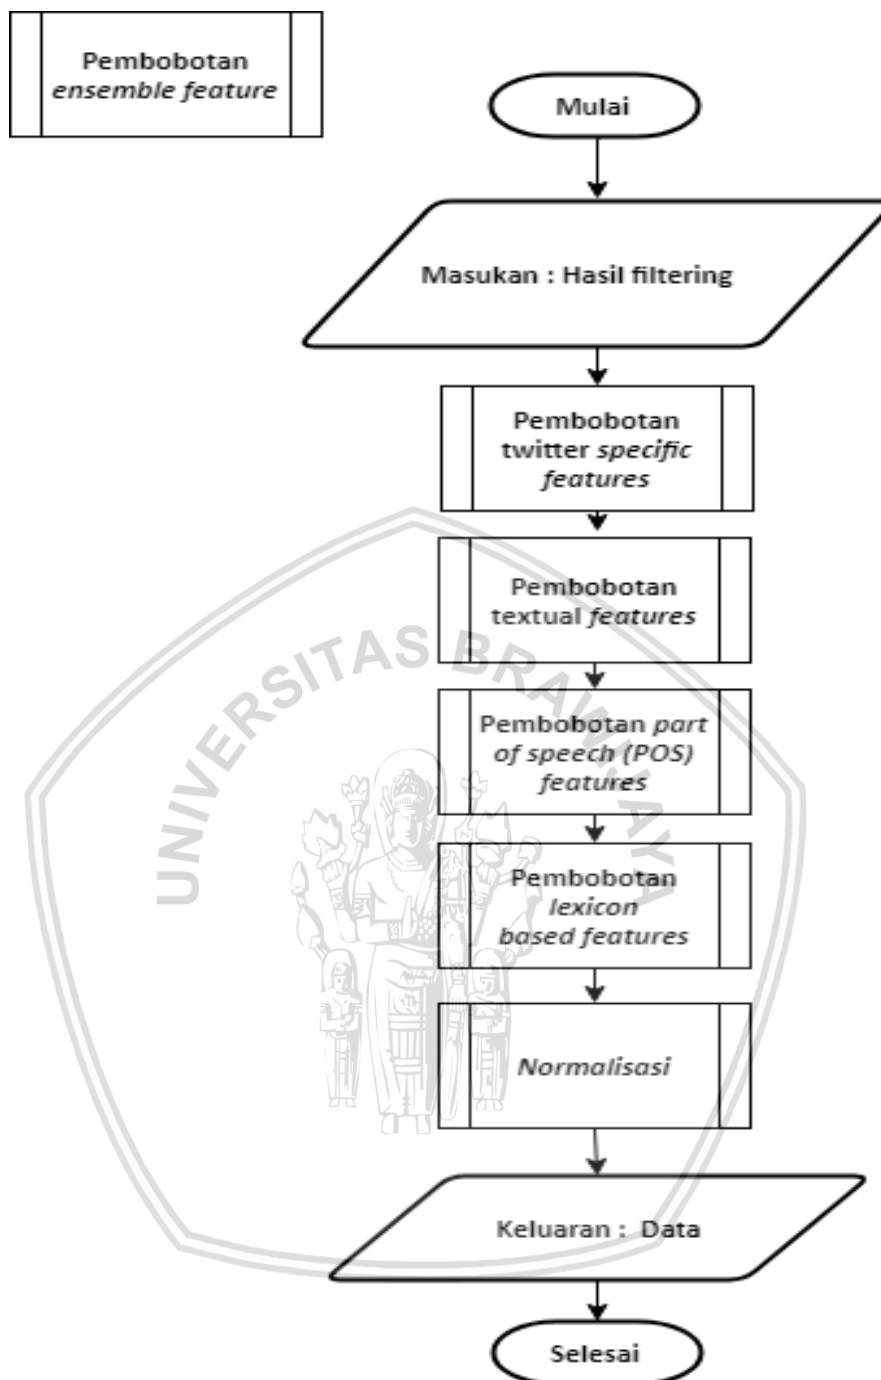 Pembobotan
ensemble feature
Mulai
Masukan : Hasil filtering
Pembobotan
twitter specific
features
Pembobotan
textual features
Pembobotan part
of speech (POS)
features
Pembobotan
lexicon
based features
Normalisasi
Keluaran : Data
Selesai
UNIVERSITAS BRAWIJAYA